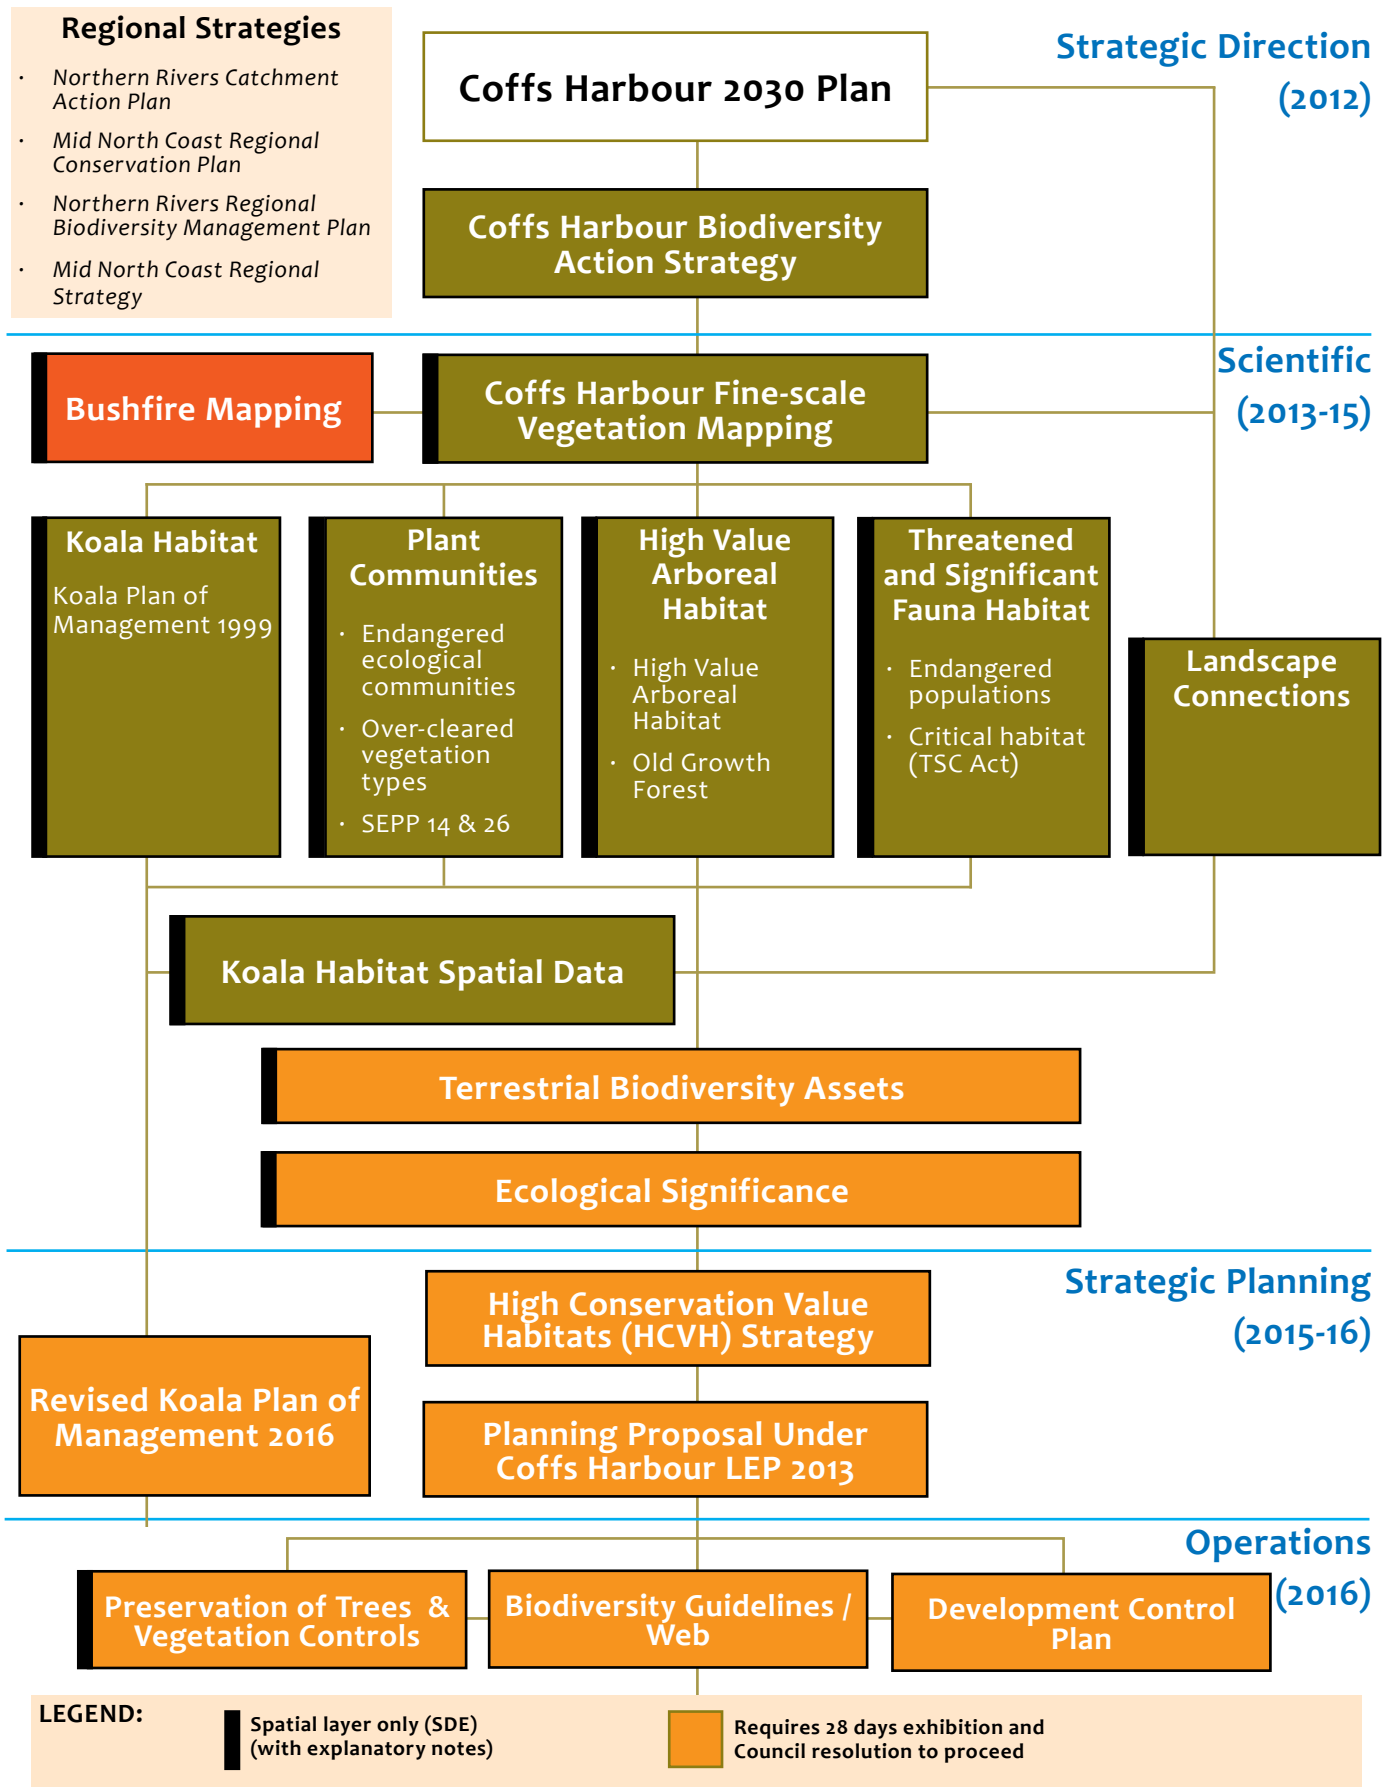 Regional Strategies
· Northern Rivers Catchment
Action Plan
· Mid North Coast Regional
Conservation Plan
· Northern Rivers Regional
Biodiversity Management Plan
· Mid North Coast Regional
Strategy
Coffs Harbour 2030 Plan
Strategic Direction
(2012)
Coffs Harbour Biodiversity
Action Strategy
Scientific
(2013-15)
Bushfire Mapping
Coffs Harbour Fine-scale
Vegetation Mapping
Koala Habitat
Koala Plan of
Management 1999
Plant
Communities
· Endangered
ecological
communities
· Over-cleared
vegetation
types
· SEPP 14 & 26
High Value
Arboreal
Habitat
· High Value
Arboreal
Habitat
· Old Growth
Forest
Threatened
and Significant
Fauna Habitat
· Endangered
populations
· Critical habitat
(TSC Act)
Landscape
Connections
Koala Habitat Spatial Data
Terrestrial Biodiversity Assets
Ecological Significance
Strategic Planning
(2015-16)
High Conservation Value
Habitats (HCVH) Strategy
Revised Koala Plan of
Management 2016
Planning Proposal Under
Coffs Harbour LEP 2013
Operations
(2016)
Preservation of Trees &
Vegetation Controls
Biodiversity Guidelines /
Web
Development Control
Plan
LEGEND:
Spatial layer only (SDE)
(with explanatory notes)
Requires 28 days exhibition and
Council resolution to proceed